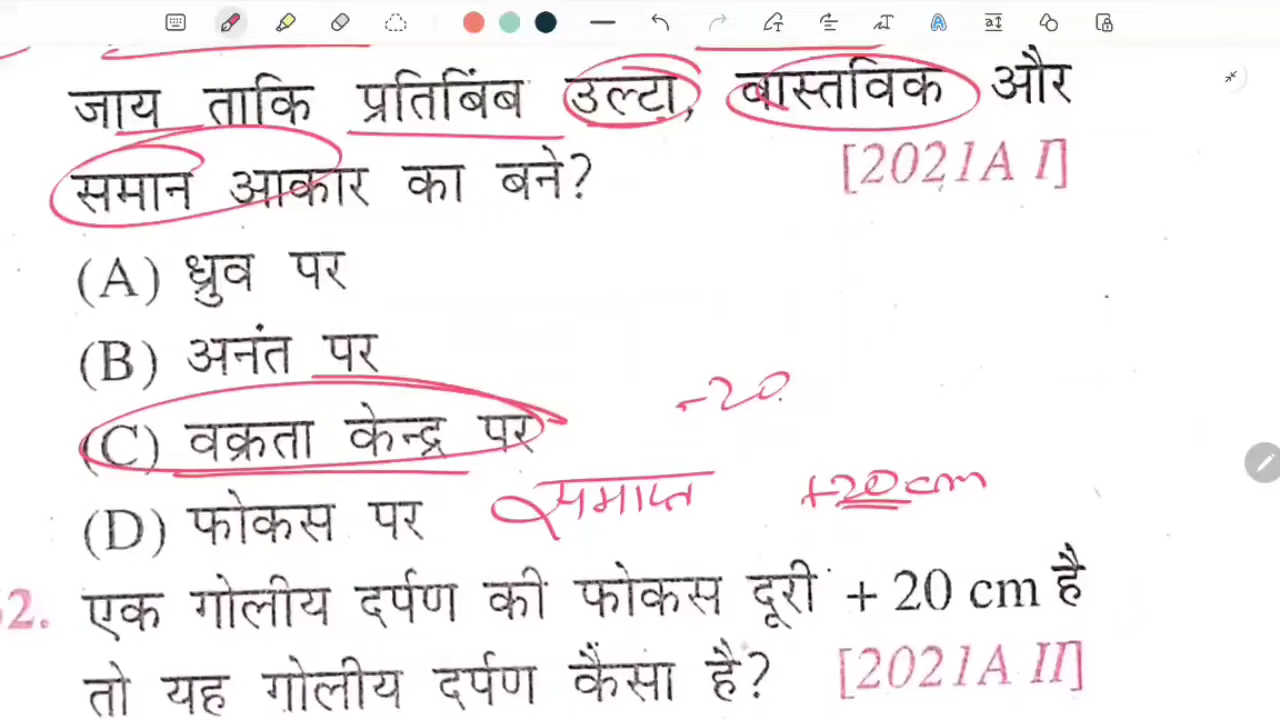 जाय ताकि प्रतिबिंब उल्टा, वास्तविक और
समान आकार का बने? [2021A I]
(A) ध्रुव पर
(B) अनंत पर
(C) वक्रता केन्द्र पर
-20
(D) फोकस पर
समाप्त +20cm
52. एक गोलीय दर्पण की फोकस दूरी + 20 cm है
तो यह गोलीय दर्पण कैसा है? [2021A II]